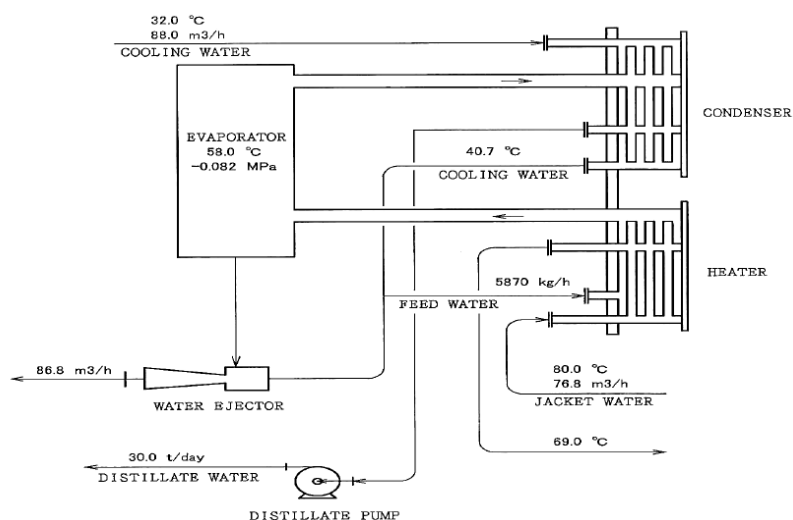 32.0 ℃
88.0 m3/h
COOLING WATER
CONDENSER
EVAPORATOR
58.0 ℃
-0.082 MPa
40.7 ℃
COOLING WATER
HEATER
5870 kg/h
FEED WATER
86.8 m3/h
WATER EJECTOR
80.0 ℃
76.8 m3/h
JACKET WATER
69.0 ℃
30.0 t/day
DISTILLATE WATER
DISTILLATE PUMP